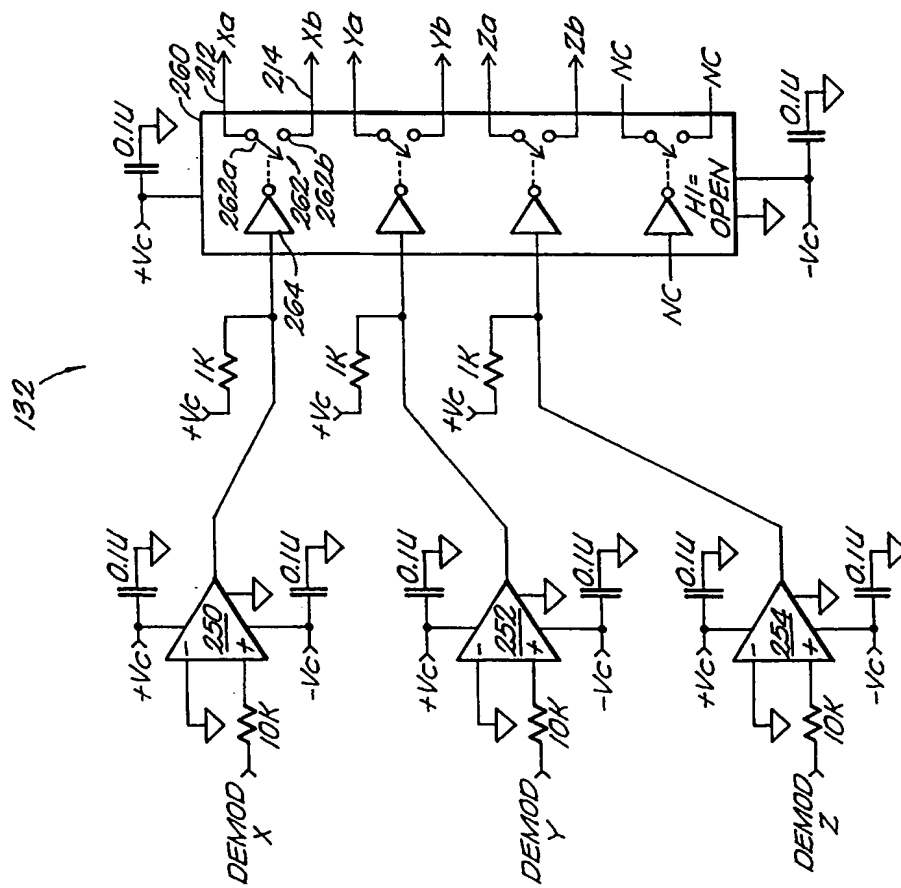 132
+Vc
0.1U
260
212
Xa
262a
262'
262b
214
Xb
264
Ya
Yb
Za
Zb
NC
NC
NC
HI=
OPEN
-Vc
0.1U
+Vc
1K
+Vc
1K
+Vc
1K
+Vc
0.1U
-
250
+
-Vc
0.1U
10K
DEMOD
X
+Vc
0.1U
-
252
+
-Vc
0.1U
10K
DEMOD
Y
+Vc
0.1U
-
254
+
-Vc
0.1U
10K
DEMOD
Z